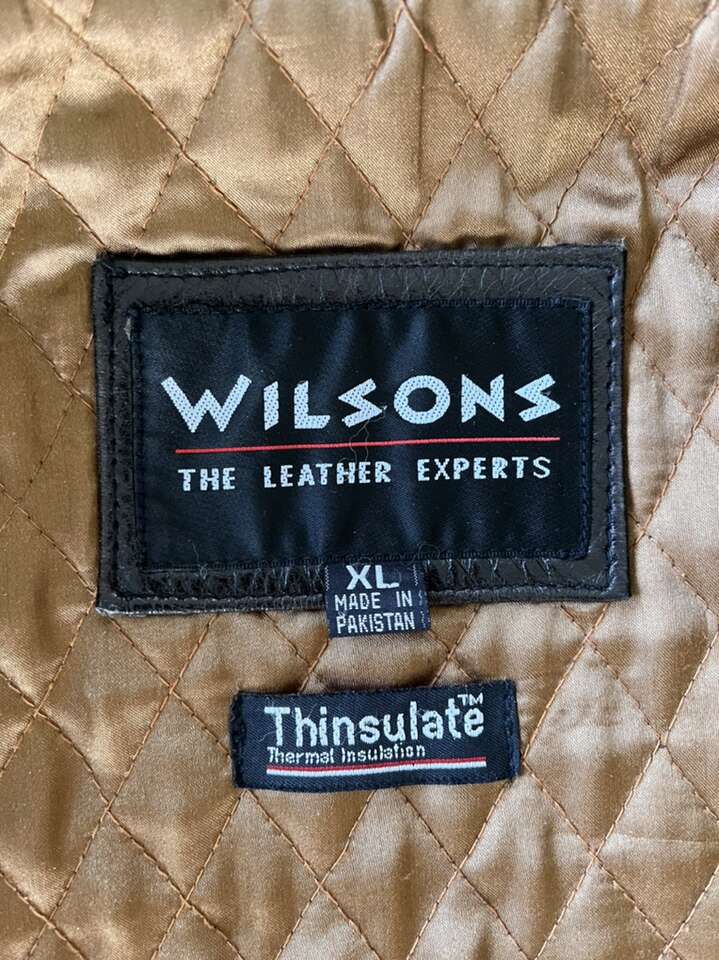 WILSONS
THE LEATHER EXPERTS
XL
MADE IN
PAKISTAN
Thinsulate™
Thermal Insulation